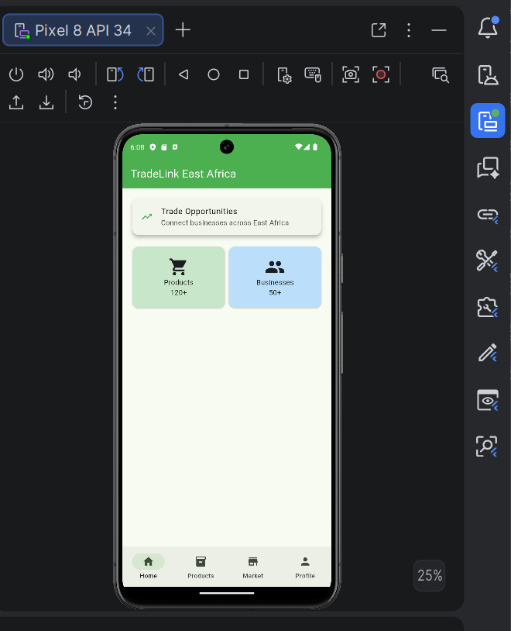 Pixel 8 API 34
6:08
TradeLink East Africa
Trade Opportunities
Connect businesses across East Africa
Products
120+
Businesses
50+
Home
Products
Market
Profile
25%